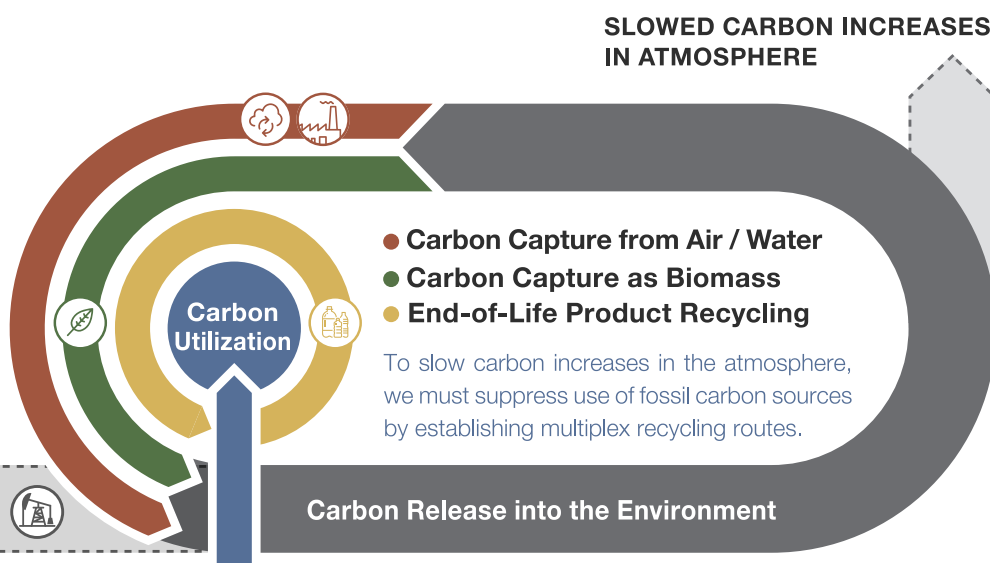 SLOWED CARBON INCREASES
IN ATMOSPHERE
Carbon Capture from Air / Water
Carbon Capture as Biomass
End-of-Life Product Recycling
Carbon
Utilization
To slow carbon increases in the atmosphere,
we must suppress use of fossil carbon sources
by establishing multiplex recycling routes.
Carbon Release into the Environment